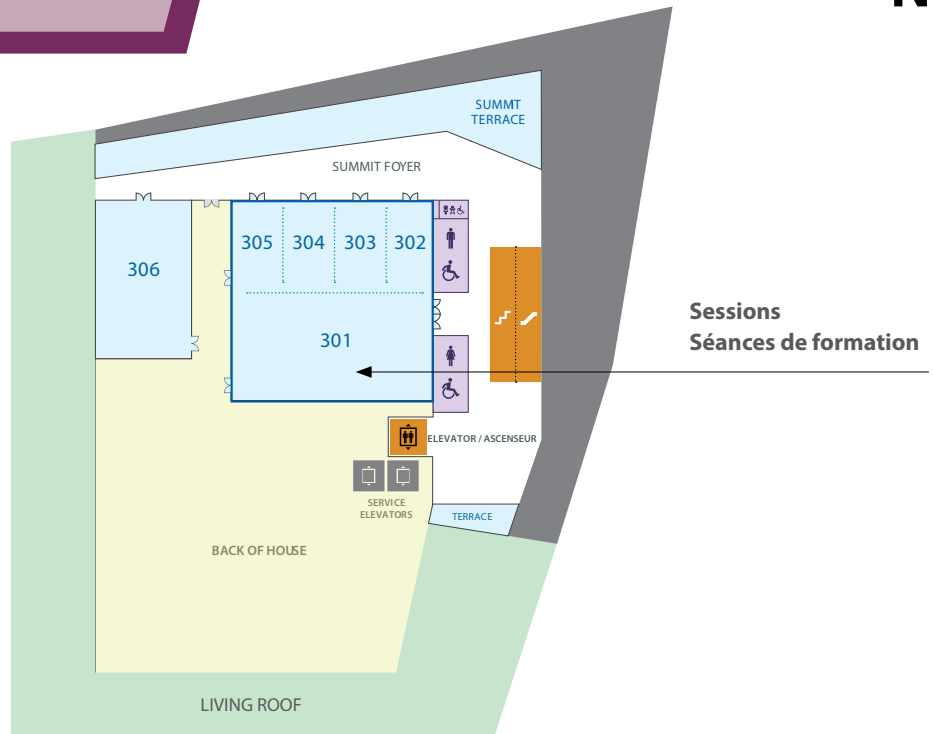 N
SUMMIT
TERRACE
SUMMIT FOYER
305
304
303
302
306
301
Sessions
Séances de formation
ELEVATOR / ASCENSEUR
SERVICE
ELEVATORS
TERRACE
BACK OF HOUSE
LIVING ROOF